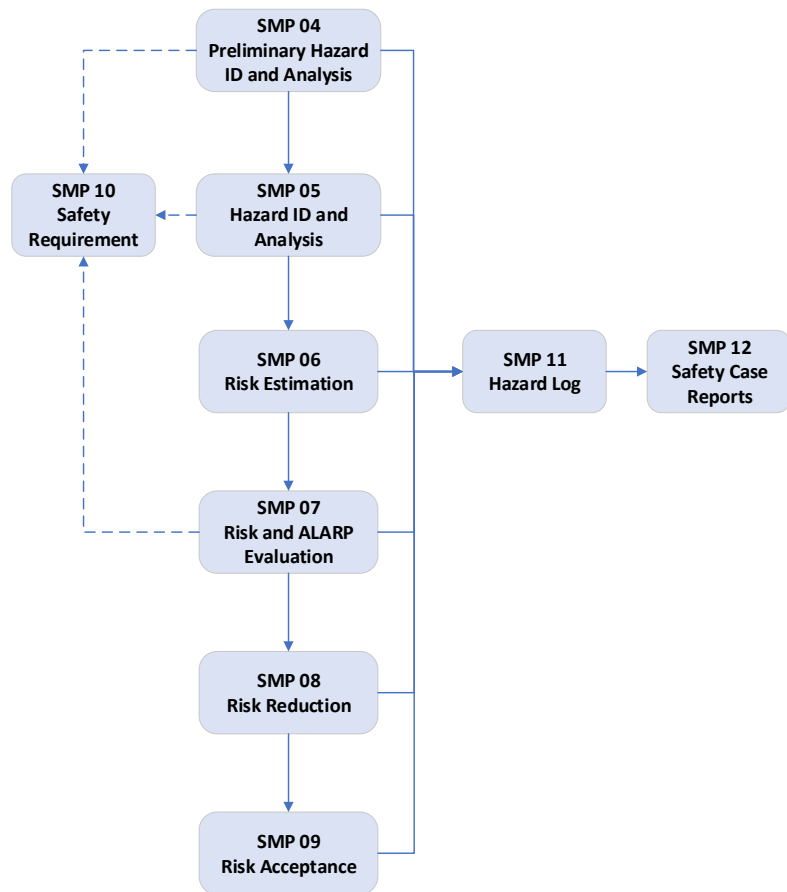 SMP 04
Preliminary Hazard
ID and Analysis
SMP 10
Safety
Requirement
SMP 05
Hazard ID and
Analysis
SMP 06
Risk Estimation
SMP 11
Hazard Log
SMP 12
Safety Case
Reports
SMP 07
Risk and ALARP
Evaluation
SMP 08
Risk Reduction
SMP 09
Risk Acceptance